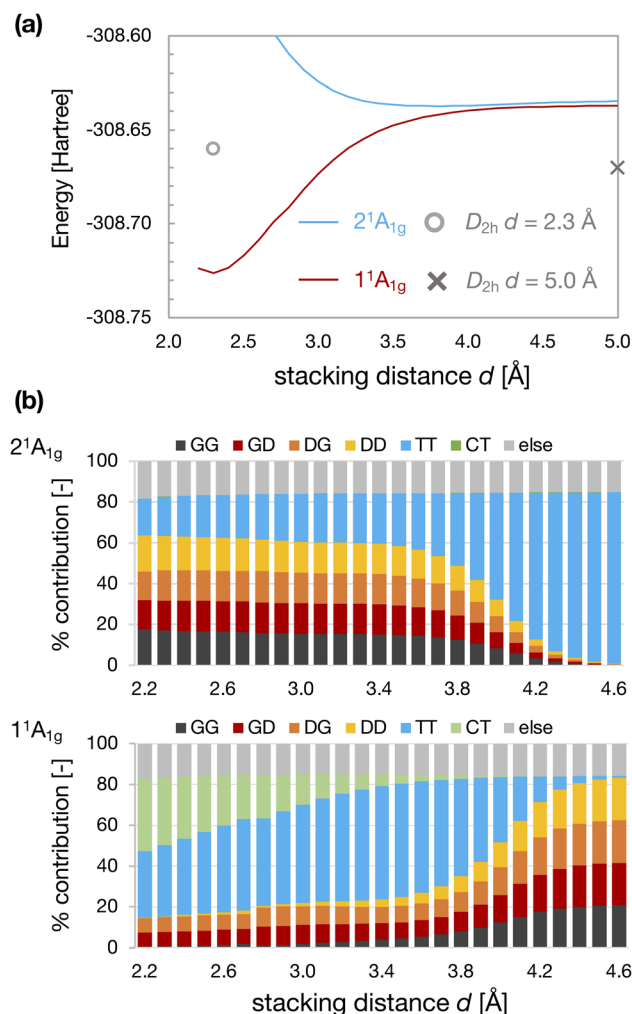 (a)
Energy [Hartree]
-308.60
-308.65
-308.70
-308.75
2¹A₁g D₂h d = 2.3 Å
1¹A₁g D₂h d = 5.0 Å
2.0 2.5 3.0 3.5 4.0 4.5 5.0
stacking distance d [Å]
(b)
GG GD DG DD TT CT else
2¹A₁g
% contribution [-]
100
80
60
40
20
0
2.2 2.6 3.0 3.4 3.8 4.2 4.6
1¹A₁g
GG GD DG DD TT CT else
% contribution [-]
100
80
60
40
20
0
2.2 2.6 3.0 3.4 3.8 4.2 4.6
stacking distance d [Å]